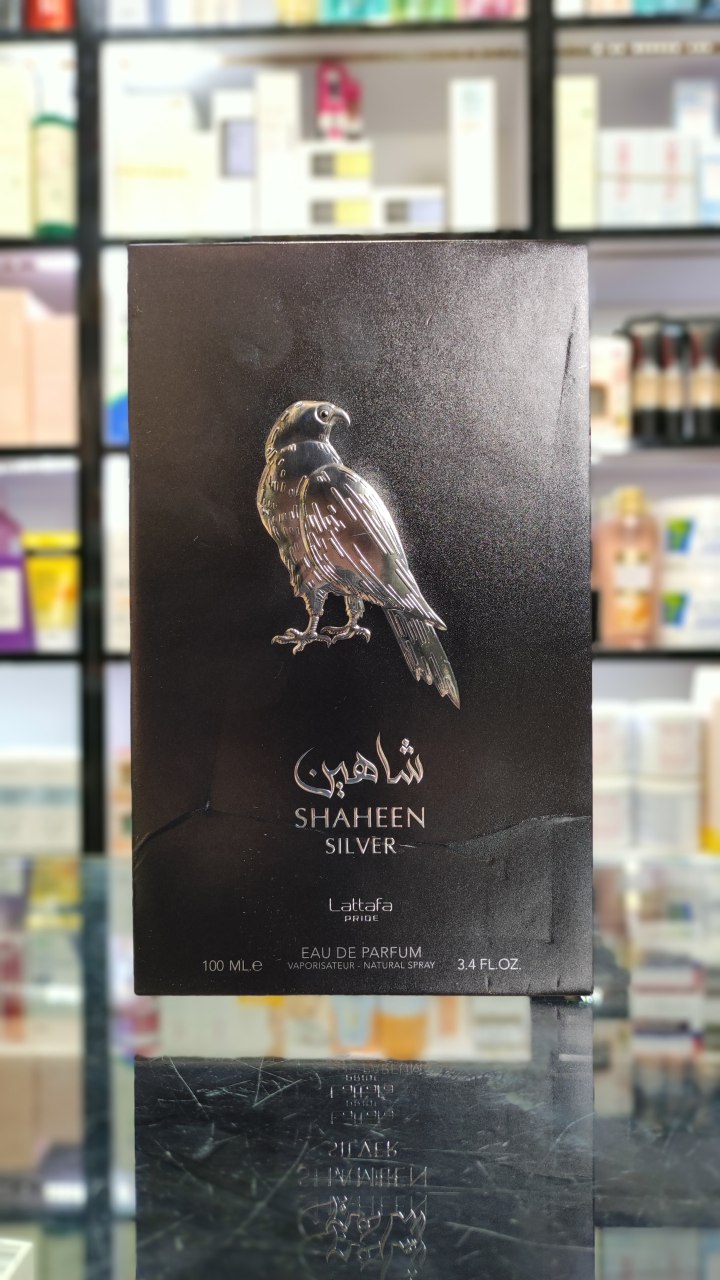 شاهين
SHAHEEN
SILVER
Lattafa
PRIDE
EAU DE PARFUM
100 ML.e VAPORISATEUR - NATURAL SPRAY 3.4 FL.OZ.